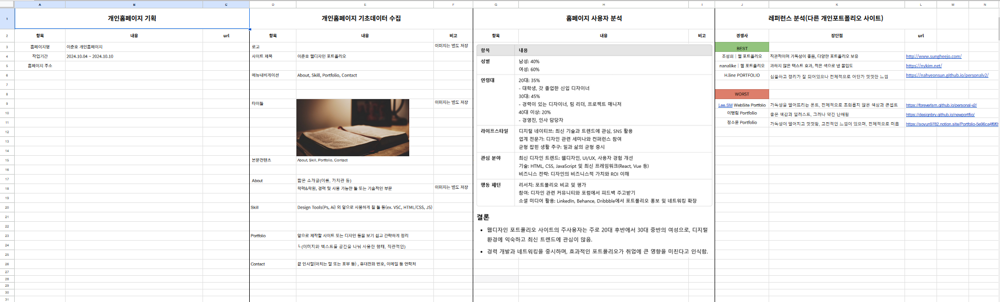 A B C D E F G H I J K L M N
1 개인홈페이지 기획 개인홈페이지 기초데이터 수집 홈페이지 사용자 분석 레퍼런스 분석(다른 개인포트폴리오 사이트)
2 항목 내용 url 항목 내용 비고 항목 내용 비고 경쟁사 장단점 url
3 홈페이지명 이준호 개인홈페이지
4 작업기간 2024.10.04 ~ 2024.10.10
5 홈페이지 주소
6
7
8
9
10
11
12
13
14
15
16
17
18
19
20
21
22
23
24
25
26
27
28
29
30
31
로고 이미지는 별도 저장
사이트 제목 이준호 웹디자인 포트폴리오
메뉴내비게이션 About, Skill, Portfolio, Contact
타이틀 이미지는 별도 저장
본문컨텐츠 About, Skill, Portfolio, Contact
About 짧은 소개글(이름, 가치관 등)
학력&학원, 경력 및 사용 가능한 툴 또는 기술적인 부문 이미지는 별도 저장
Skill Design Tools(Ps, Ai) 외 앞으로 사용하게 될 툴 등(ex. VSC, HTML/CSS, JS)
Portfolio 앞으로 제작할 사이트 또는 디자인 등을 보기 쉽고 간략하게 정리
└ (이미지와 텍스트를 공간을 나눠 사용한 형태, 직관적인)
Contact 끝 인사말(마치는 말 또는 포부 등) , 휴대전화 번호, 이메일 등 연락처
항목 내용
성별 남성: 40%
여성: 60%
연령대 20대: 35%
- 대학생, 갓 졸업한 신입 디자이너
30대: 45%
- 경력이 있는 디자이너, 팀 리더, 프로젝트 매니저
40대 이상: 20%
- 경영진, 인사 담당자
라이프스타일 디지털 네이티브: 최신 기술과 트렌드에 관심, SNS 활용
업계 전문가: 디자인 관련 세미나와 컨퍼런스 참여
균형 잡힌 생활 추구: 일과 삶의 균형 중시
관심 분야 최신 디자인 트렌드: 웹디자인, UI/UX, 사용자 경험 개선
기술: HTML, CSS, JavaScript 및 최신 프레임워크(React, Vue 등)
비즈니스 전략: 디자인의 비즈니스적 가치와 ROI 이해
행동 패턴 리서치: 포트폴리오 비교 및 평가
참여: 디자인 관련 커뮤니티와 포럼에서 피드백 주고받기
소셜 미디어 활용: LinkedIn, Behance, Dribbble에서 포트폴리오 홍보 및 네트워킹 확장
결론
• 웹디자인 포트폴리오 사이트의 주사용자는 주로 20대 후반에서 30대 중반의 여성으로, 디지털
환경에 익숙하고 최신 트렌드에 관심이 많음.
• 경력 개발과 네트워킹을 중시하며, 효과적인 포트폴리오가 취업에 큰 영향을 미친다고 인식함.
BEST
조성희 | 웹 포트폴리오 직관적이며 가독성이 좋음, 다양한 포트폴리오 보유 http://www.sungheejo.com/
nanalike | 웹 포트폴리오 과하지 않은 텍스트 효과, 적은 색으로 낸 몰입도 https://nykim.net/
H.line PORTFOLIO 심플하고 정리가 잘 되어있으나 전체적으로 어딘가 밋밋한 느낌 https://nahyeonsun.github.io/personalv2/
WORST
Lee.SM WebSite Portfolio 가독성을 떨어뜨리는 폰트, 전체적으로 조화롭지 않은 색상과 콘셉트 https://foreverlsm.github.io/personal-v2/
이병림 Portfolio 좋은 색감과 일러스트, 그러나 약간 난해함 https://designbry.github.io/newportflio/
정소윤 Portfolio 가독성이 떨어지고 밋밋함, 고전적인 느낌이 있으며, 전체적으로 미흡